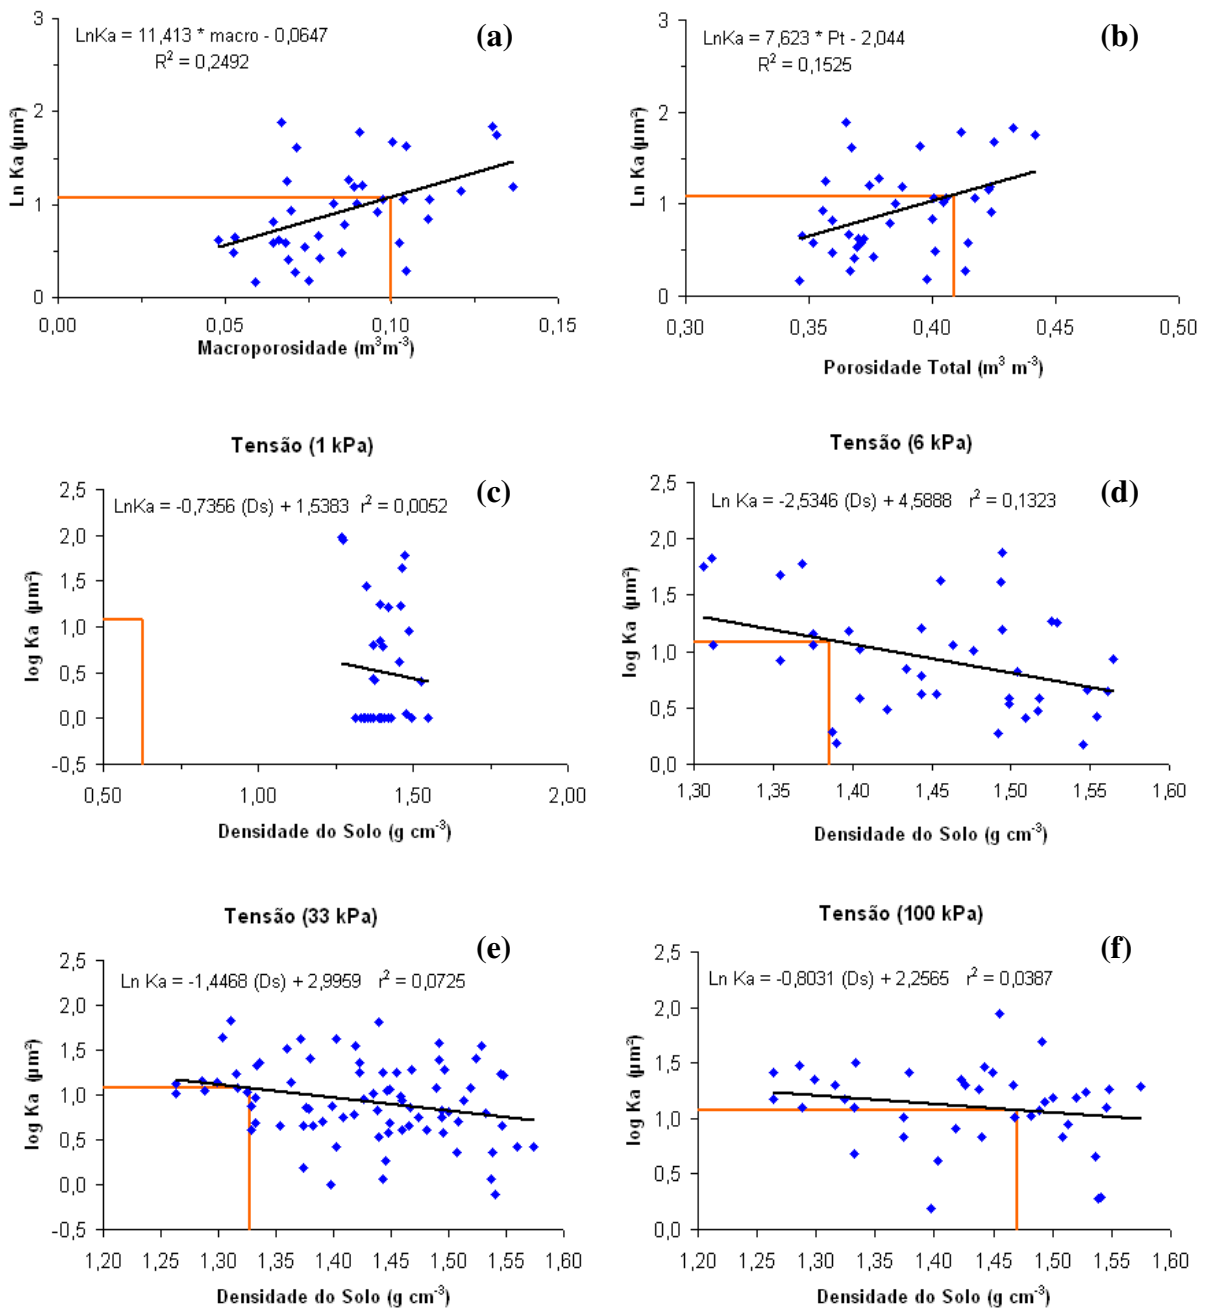 LnKa = 11,413 * macro - 0,0647
R² = 0,2492
(a)
3
2
1
0
Ln Ka (µm²)
0,00 0,05 0,10 0,15
Macroporosidade (m³m⁻³)
LnKa = 7,623 * Pt - 2,044
R² = 0,1525
(b)
3
2
1
0
Ln Ka (µm²)
0,30 0,35 0,40 0,45 0,50
Porosidade Total (m³ m⁻³)
Tensão (1 kPa)
LnKa = -0,7356 (Ds) + 1,5383 r² = 0,0052
(c)
2,5
2,0
1,5
1,0
0,5
0,0
-0,5
log Ka (µm²)
0,50 1,00 1,50 2,00
Densidade do Solo (g cm⁻³)
Tensão (6 kPa)
Ln Ka = -2,5346 (Ds) + 4,5888 r² = 0,1323
(d)
2,5
2,0
1,5
1,0
0,5
0,0
log Ka (µm²)
1,30 1,35 1,40 1,45 1,50 1,55 1,60
Densidade do Solo (g cm⁻³)
Tensão (33 kPa)
Ln Ka = -1,4468 (Ds) + 2,9959 r² = 0,0725
(e)
2,5
2,0
1,5
1,0
0,5
0,0
-0,5
log Ka (µm²)
1,20 1,25 1,30 1,35 1,40 1,45 1,50 1,55 1,60
Densidade do Solo (g cm⁻³)
Tensão (100 kPa)
Ln Ka = -0,8031 (Ds) + 2,2565 r² = 0,0387
(f)
2,5
2,0
1,5
1,0
0,5
0,0
log Ka (µm²)
1,20 1,25 1,30 1,35 1,40 1,45 1,50 1,55 1,60
Densidade do Solo (g cm⁻³)